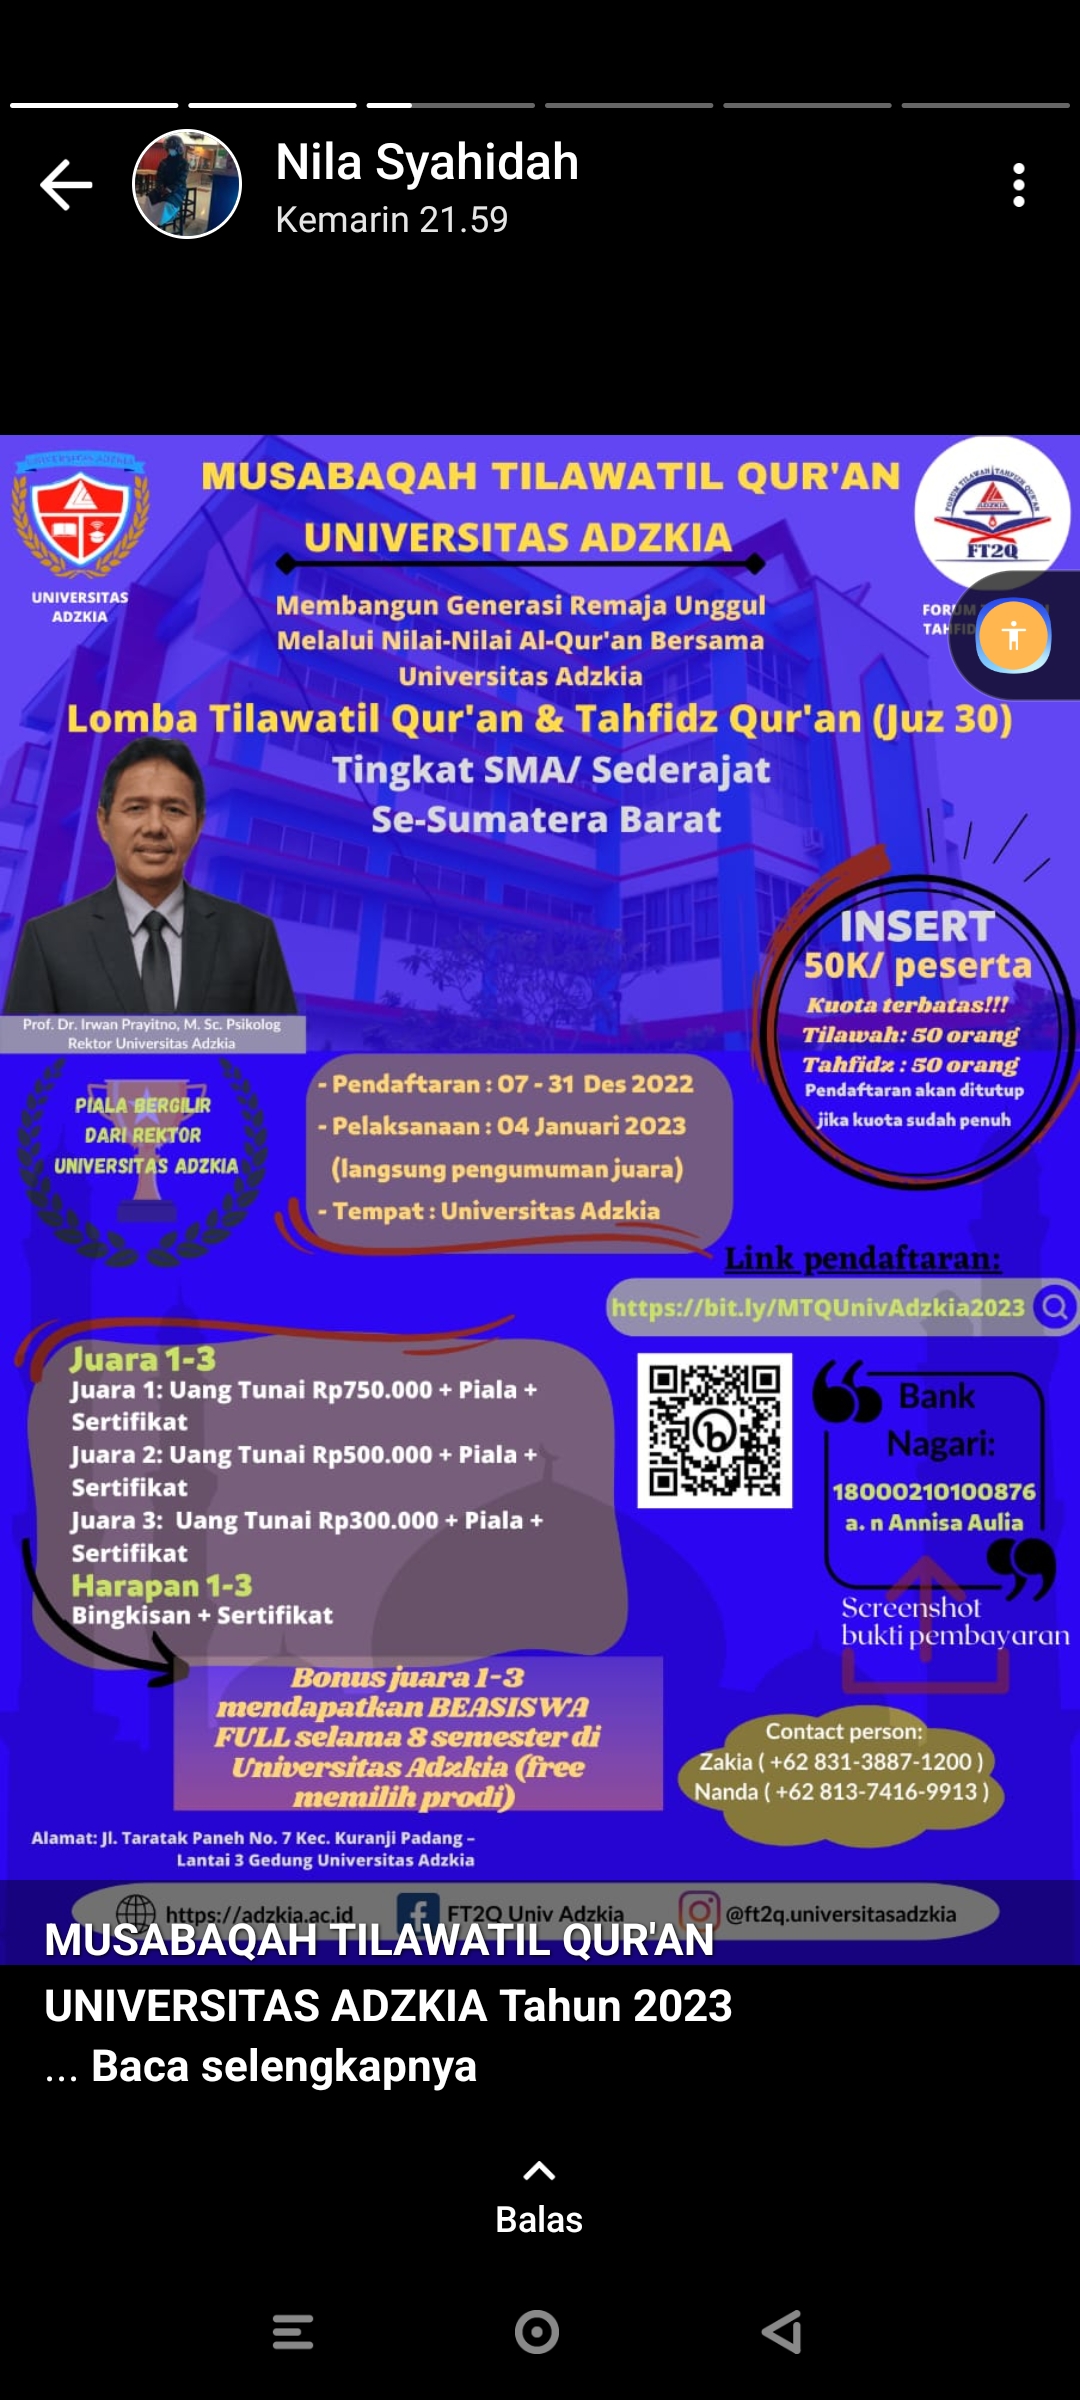 Nila Syahidah
Kemarin 21.59
MUSABAQAH TILAWATIL QUR'AN
UNIVERSITAS ADZKIA
UNIVERSITAS
ADZKIA
FORUM TILAWAH TAHFIDZ QUR'AN
ADZKIA
FT2Q
FORUM
TAHFIDZ
Membangun Generasi Remaja Unggul
Melalui Nilai-Nilai Al-Qur'an Bersama
Universitas Adzkia
Lomba Tilawatil Qur'an & Tahfidz Qur'an (Juz 30)
Tingkat SMA/ Sederajat
Se-Sumatera Barat
INSERT
50K/ peserta
Kuota terbatas!!!
Tilawah: 50 orang
Tahfidz : 50 orang
Pendaftaran akan ditutup
jika kuota sudah penuh
Prof. Dr. Irwan Prayitno, M. Sc. Psikolog
Rektor Universitas Adzkia
PIALA BERGILIR
DARI REKTOR
UNIVERSITAS ADZKIA
- Pendaftaran : 07 - 31 Des 2022
- Pelaksanaan : 04 Januari 2023
(langsung pengumuman juara)
- Tempat : Universitas Adzkia
Link pendaftaran:
https://bit.ly/MTQUnivAdzkia2023
Juara 1-3
Juara 1: Uang Tunai Rp750.000 + Piala +
Sertifikat
Juara 2: Uang Tunai Rp500.000 + Piala +
Sertifikat
Juara 3: Uang Tunai Rp300.000 + Piala +
Sertifikat
Harapan 1-3
Bingkisan + Sertifikat
Bank
Nagari:
18000210100876
a. n Annisa Aulia
Screenshot
bukti pembayaran
Bonus juara 1-3
mendapatkan BEASISWA
FULL selama 8 semester di
Universitas Adzkia (free
memilih prodi)
Contact person:
Zakia ( +62 831-3887-1200 )
Nanda ( +62 813-7416-9913 )
Alamat: Jl. Taratak Paneh No. 7 Kec. Kuranji Padang –
Lantai 3 Gedung Universitas Adzkia
https://adzkia.ac.id
FT2Q Univ Adzkia
@ft2q.universitasadzkia
MUSABAQAH TILAWATIL QUR'AN
UNIVERSITAS ADZKIA Tahun 2023
... Baca selengkapnya
Balas